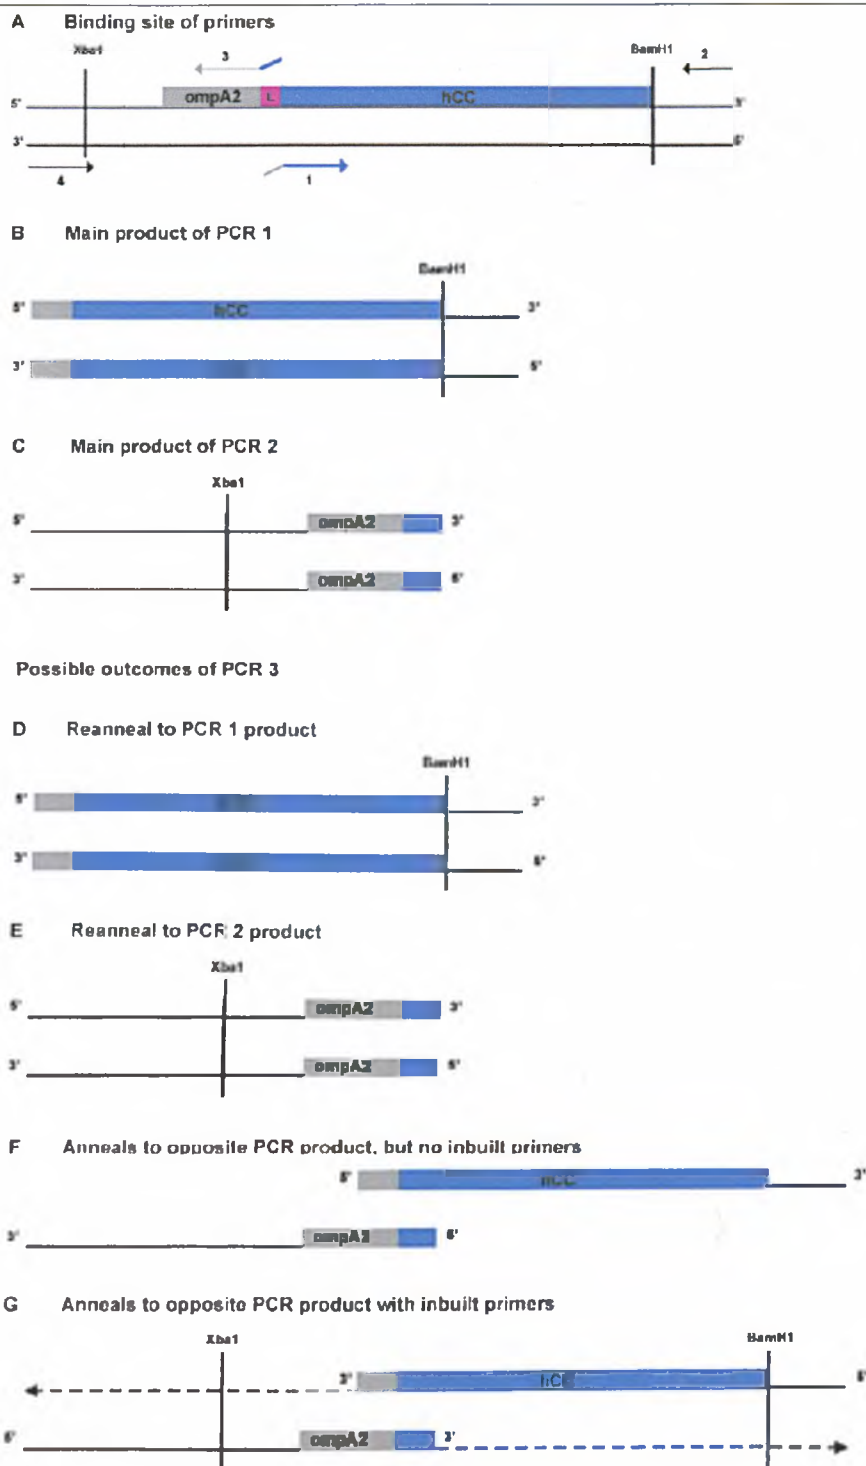 A Binding site of primers
Xba1 BamH1
3 2
ompA2 L hCC
5' 3'
3' 5'
4 1
B Main product of PCR 1
BamH1
5' hCC 3'
3' 5'
C Main product of PCR 2
Xba1
5' ompA2 3'
3' ompA2 5'
Possible outcomes of PCR 3
D Reanneal to PCR 1 product
BamH1
5' 3'
3' 5'
E Reanneal to PCR 2 product
Xba1
5' ompA2 3'
3' ompA2 5'
F Anneals to opposite PCR product, but no inbuilt primers
5' hCC 3'
3' ompA2 5'
G Anneals to opposite PCR product with inbuilt primers
Xba1 BamH1
3' hC 5'
5' ompA2 3'